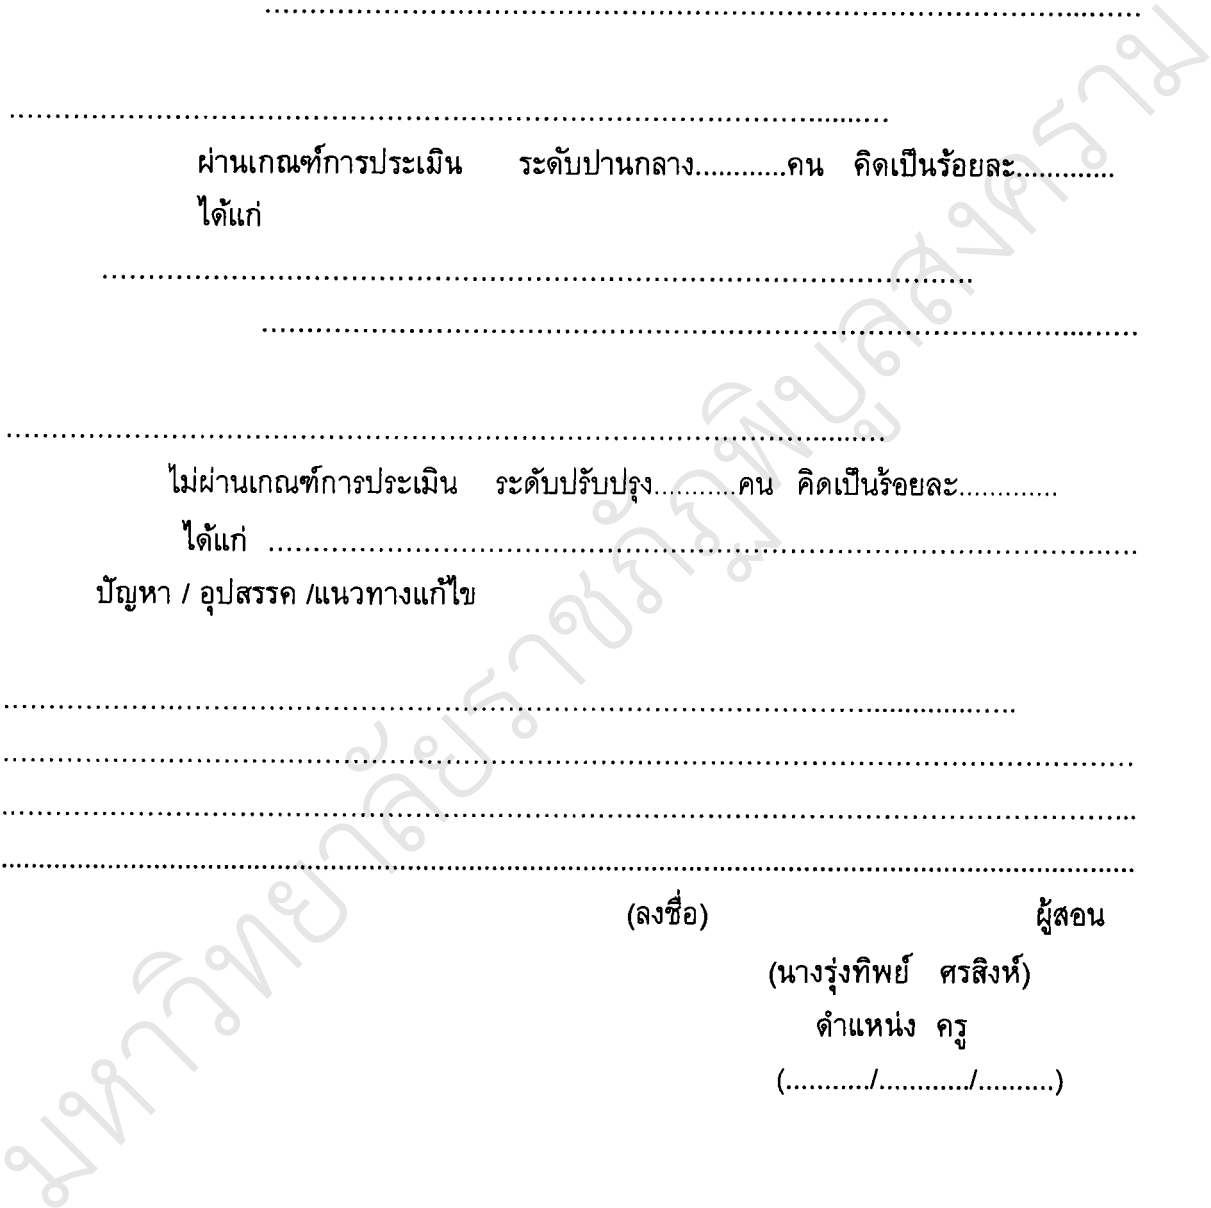 ................................................................................................
................................................................................................
ผ่านเกณฑ์การประเมิน ระดับปานกลาง............คน คิดเป็นร้อยละ.............
ได้แก่
................................................................................................
................................................................................................
................................................................................................
ไม่ผ่านเกณฑ์การประเมิน ระดับปรับปรุง...........คน คิดเป็นร้อยละ.............
ได้แก่ ................................................................................................
ปัญหา / อุปสรรค /แนวทางแก้ไข
................................................................................................
................................................................................................
................................................................................................
................................................................................................
(ลงชื่อ) ผู้สอน
(นางรุ่งทิพย์ ศรสิงห์)
ตำแหน่ง ครู
(.........../............/..........)
มหาวิทยาลัยราชภัฏพิบูลสงคราม